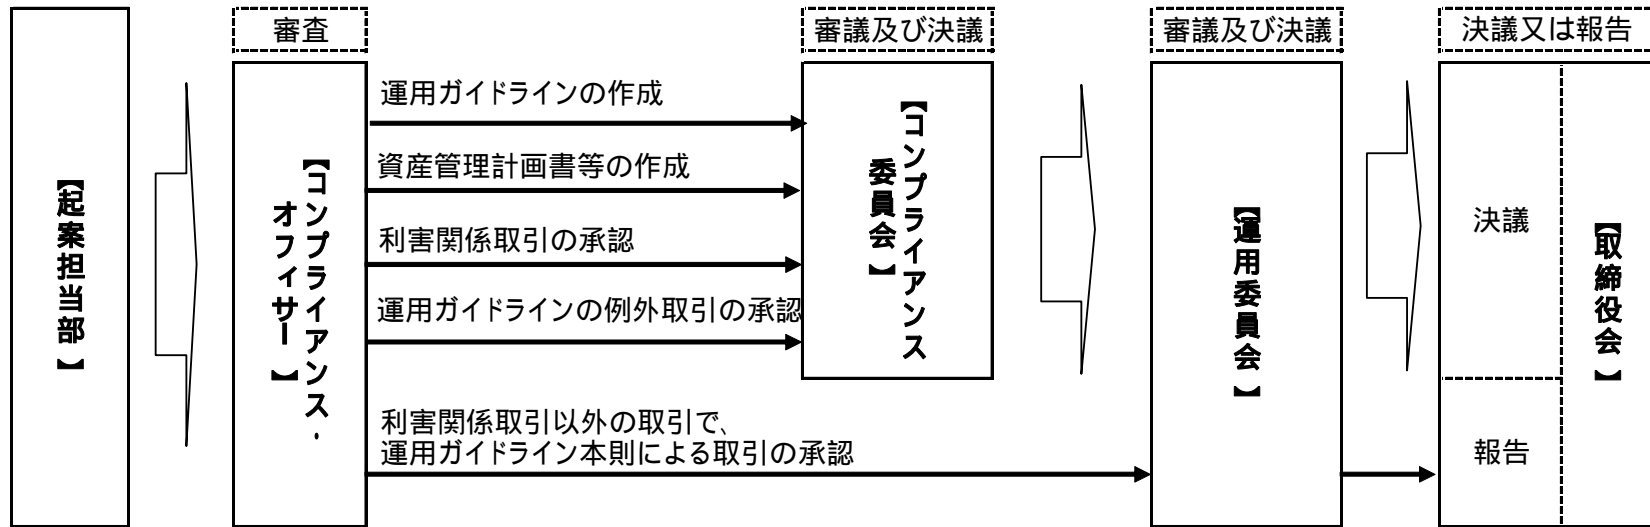 審査
審議及び決議
審議及び決議
決議又は報告
【起案担当部】
【コンプライアンス・
オフィサー】
運用ガイドラインの作成
資産管理計画書等の作成
利害関係取引の承認
運用ガイドラインの例外取引の承認
利害関係取引以外の取引で、
運用ガイドライン本則による取引の承認
【コンプライアンス
委員会】
【運用委員会】
決議
報告
【取締役会】